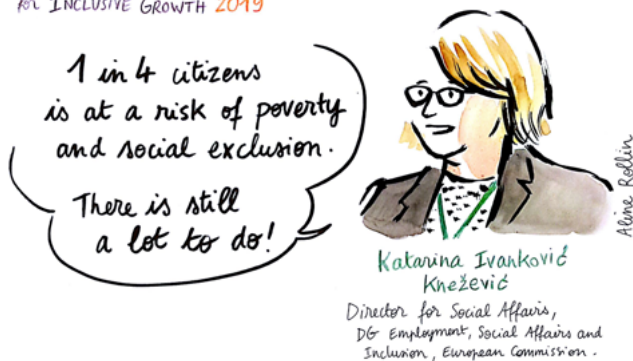 for INCLUSIVE GROWTH 2019
1 in 4 citizens
is at a risk of poverty
and social exclusion.
There is still
a lot to do!
Aline Rollin
Katarina Ivanković
Knežević
Director for Social Affairs,
DG Employment, Social Affairs and
Inclusion, European Commission.